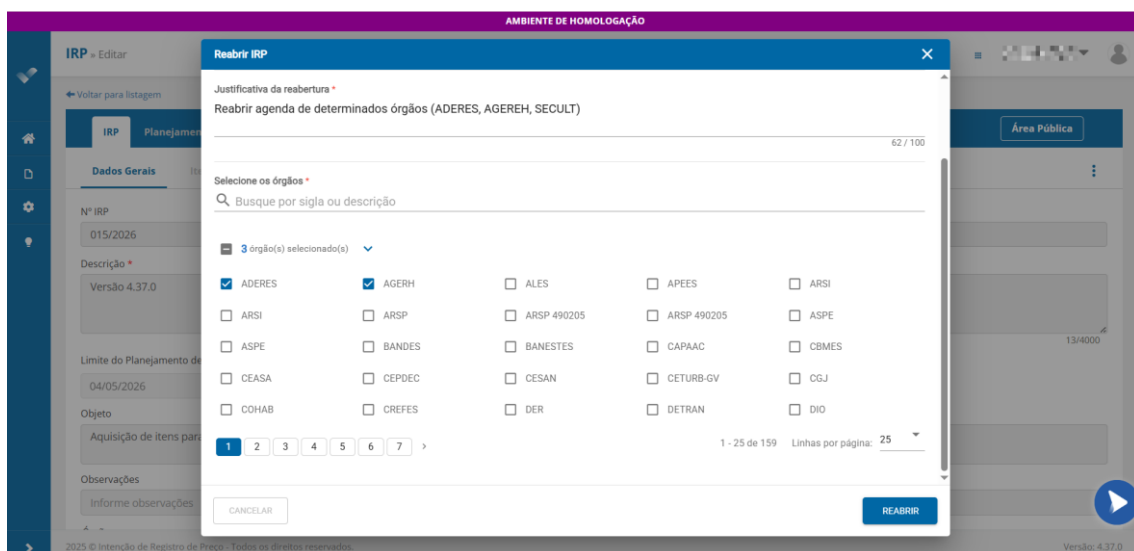 AMBIENTE DE HOMOLOGAÇÃO
IRP » Editar
Reabrir IRP
Voltar para listagem
Justificativa da reabertura *
Reabrir agenda de determinados órgãos (ADERES, AGEREH, SECULT)
62 / 100
IRP Planejamen
Área Pública
Dados Gerais Ite
Selecione os órgãos *
Busque por sigla ou descrição
Nº IRP
015/2026
3 órgão(s) selecionado(s)
Descrição *
Versão 4.37.0
13/4000
ADERES AGERH ALES APEES ARSI
ARSI ARSP ARSP 490205 ARSP 490205 ASPE
ASPE BANDES BANESTES CAPAAC CBMES
CEASA CEPDEC CESAN CETURB-GV CGJ
COHAB CREFES DER DETRAN DIO
Limite do Planejamento de
04/05/2026
Objeto
Aquisição de itens para
1 2 3 4 5 6 7 >
1 - 25 de 159 Linhas por página: 25
Observações
Informe observações
CANCELAR
REABRIR
2025 © Intenção de Registro de Preço - Todos os direitos reservados.
Versão: 4.37.0